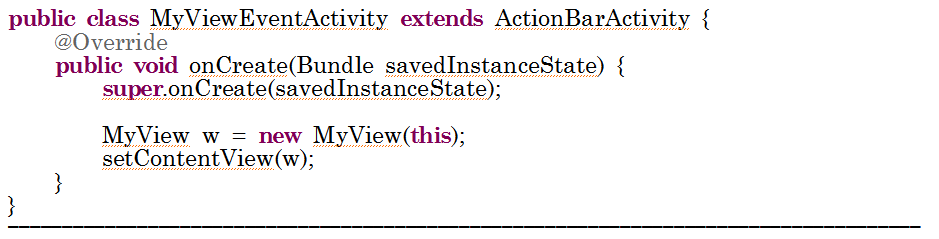 public class MyViewEventActivity extends ActionBarActivity {
@Override
public void onCreate(Bundle savedInstanceState) {
super.onCreate(savedInstanceState);
MyView w = new MyView(this);
setContentView(w);
}
}